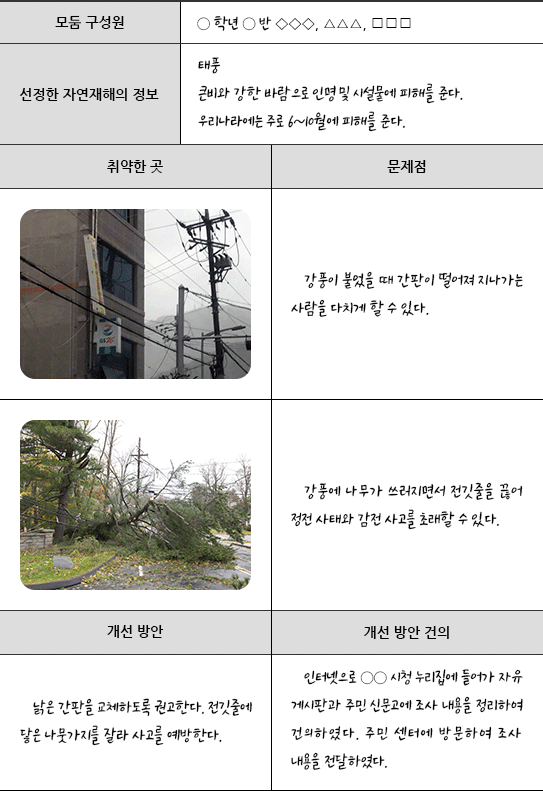 모둠 구성원
○ 학년 ○ 반 ◇◇◇, △△△, □□□
선정한 자연재해의 정보
태풍
큰비와 강한 바람으로 인명 및 시설물에 피해를 준다.
우리나라에는 주로 6~10월에 피해를 준다.
취약한 곳
문제점
강풍이 불었을 때 간판이 떨어져 지나가는
사람을 다치게 할 수 있다.
강풍에 나무가 쓰러지면서 전깃줄을 끊어
정전 사태와 감전 사고를 초래할 수 있다.
개선 방안
개선 방안 건의
낡은 간판을 교체하도록 권고한다. 전깃줄에
닿은 나뭇가지를 잘라 사고를 예방한다.
인터넷으로 ○○ 시청 누리집에 들어가 자유
게시판과 주민 신문고에 조사 내용을 정리하여
건의하였다. 주민 센터에 방문하여 조사
내용을 전달하였다.